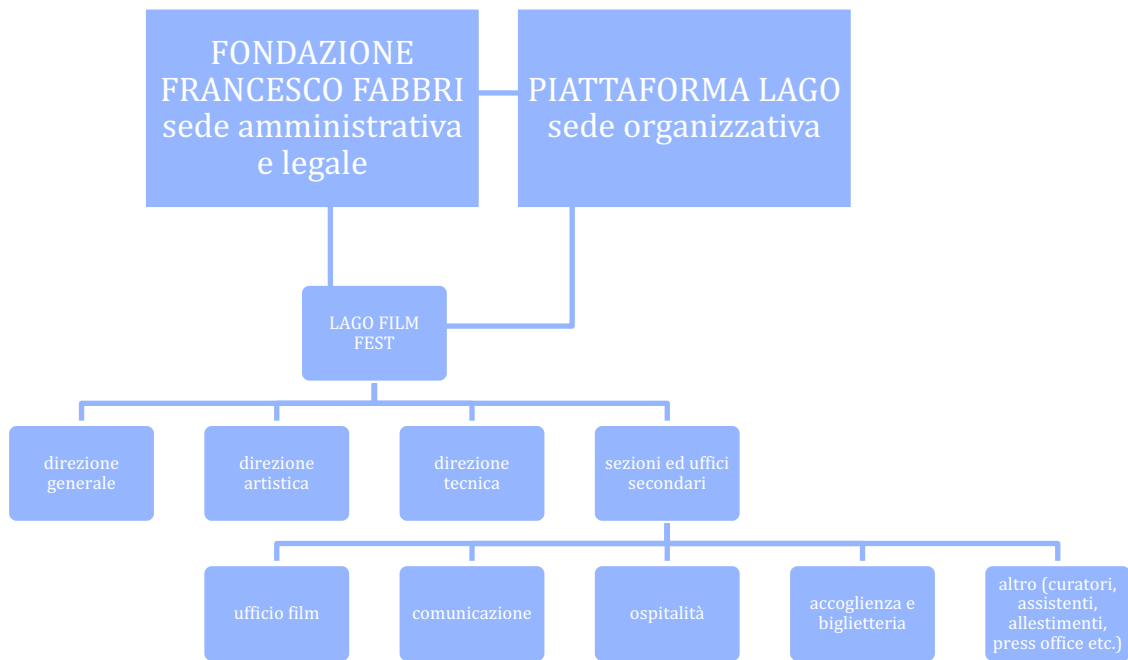 FONDAZIONE
FRANCESCO FABBRI
sede amministrativa
e legale
PIATTAFORMA LAGO
sede organizzativa
LAGO FILM
FEST
direzione
generale
direzione
artistica
direzione
tecnica
sezioni ed uffici
secondari
ufficio film
comunicazione
ospitalità
accoglienza e
biglietteria
altro (curatori,
assistenti,
allestimenti,
press office etc.)